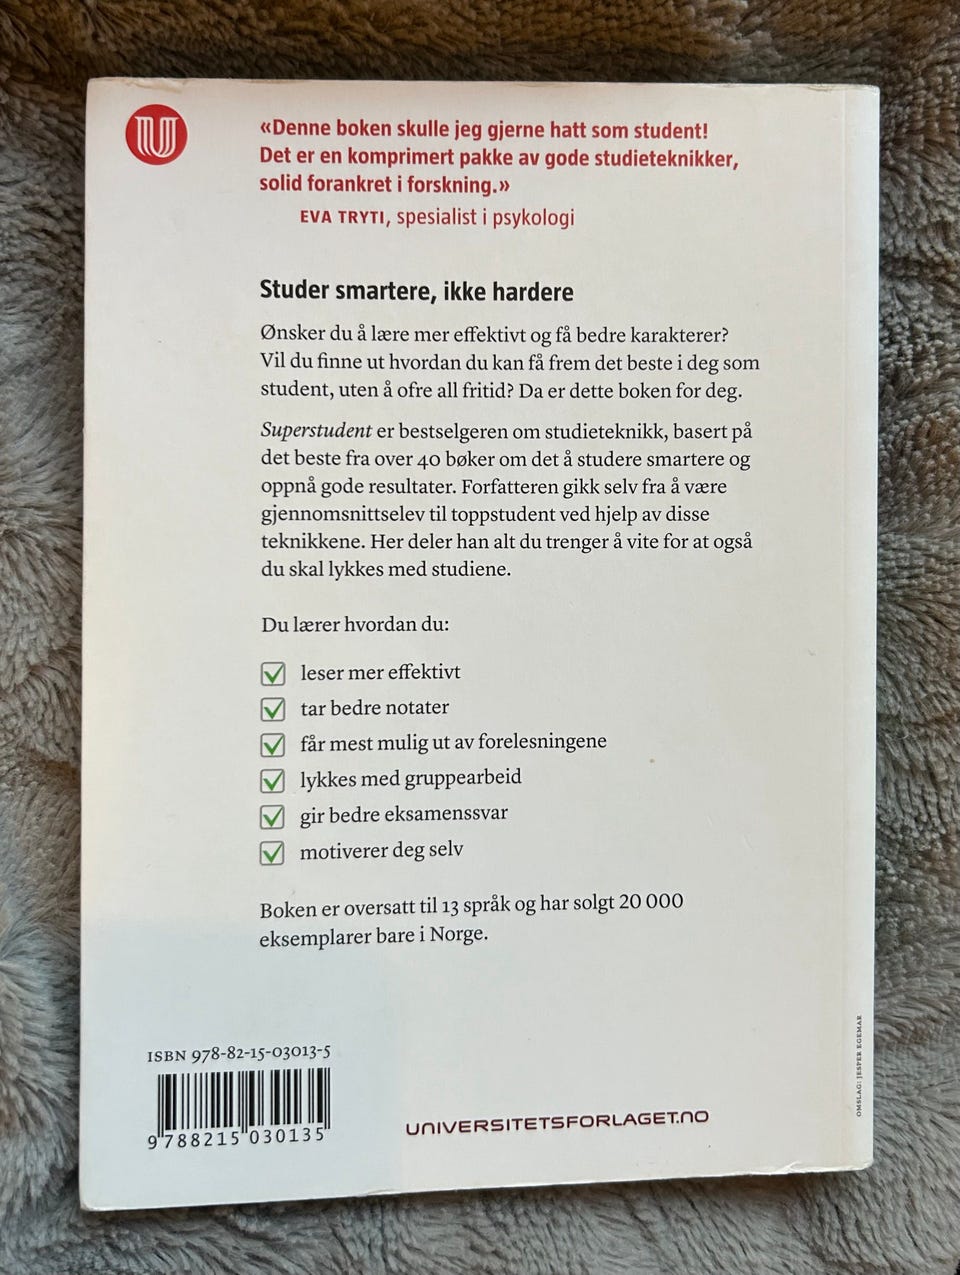 U
«Denne boken skulle jeg gjerne hatt som student!
Det er en komprimert pakke av gode studieteknikker,
solid forankret i forskning.»
EVA TRYTI, spesialist i psykologi
Studer smartere, ikke hardere
Ønsker du å lære mer effektivt og få bedre karakterer?
Vil du finne ut hvordan du kan få frem det beste i deg som
student, uten å ofre all fritid? Da er dette boken for deg.
Superstudent er bestselgeren om studieteknikk, basert på
det beste fra over 40 bøker om det å studere smartere og
oppnå gode resultater. Forfatteren gikk selv fra å være
gjennomsnittselev til toppstudent ved hjelp av disse
teknikkene. Her deler han alt du trenger å vite for at også
du skal lykkes med studiene.
Du lærer hvordan du:
leser mer effektivt
tar bedre notater
får mest mulig ut av forelesningene
lykkes med gruppearbeid
gir bedre eksamenssvar
motiverer deg selv
Boken er oversatt til 13 språk og har solgt 20 000
eksemplarer bare i Norge.
ISBN 978-82-15-03013-5
9 788215 030135
UNIVERSITETSFORLAGET.NO
OMSLAG: JESPER EGEMAR